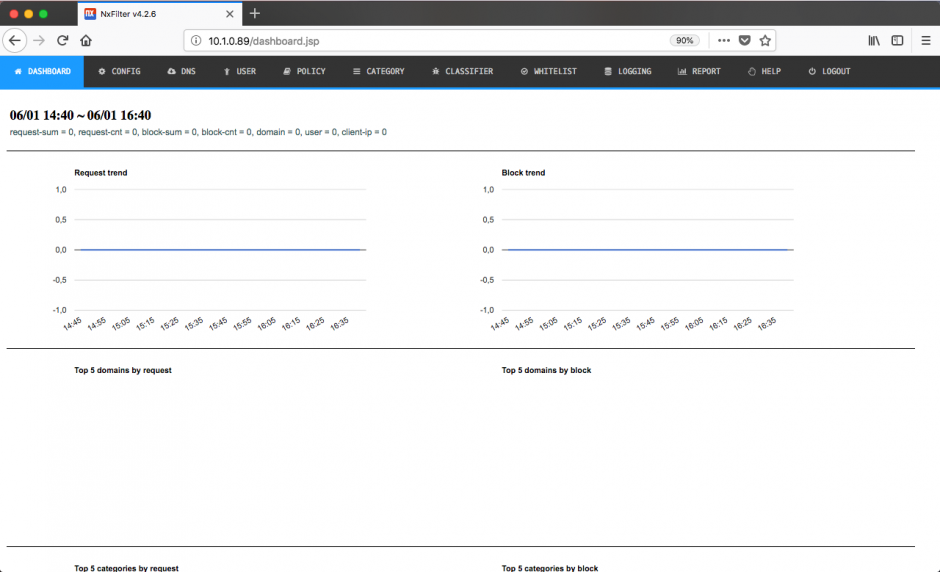 NxFilter v4.2.6
10.1.0.89/dashboard.jsp 90%
DASHBOARD CONFIG DNS USER POLICY CATEGORY CLASSIFIER WHITELIST LOGGING REPORT HELP LOGOUT
06/01 14:40 ~ 06/01 16:40
request-sum = 0, request-cnt = 0, block-sum = 0, block-cnt = 0, domain = 0, user = 0, client-ip = 0
Request trend
1,0
0,5
0,0
-0,5
-1,0
14:45 14:55 15:05 15:15 15:25 15:35 15:45 15:55 16:05 16:15 16:25 16:35
Block trend
1,0
0,5
0,0
-0,5
-1,0
14:45 14:55 15:05 15:15 15:25 15:35 15:45 15:55 16:05 16:15 16:25 16:35
Top 5 domains by request
Top 5 domains by block
Top 5 categories by request
Top 5 categories by block